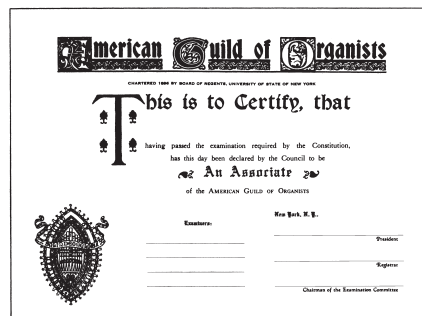 American Guild of Organists
CHARTERED 1896 BY BOARD OF REGENTS, UNIVERSITY OF STATE OF NEW YORK
This is to Certify, that
having passed the examination required by the Constitution,
has this day been declared by the Council to be
An Associate
of the AMERICAN GUILD OF ORGANISTS
New York, N. Y.,
Examiners:
President
Registrar
Chairman of the Examination Committee